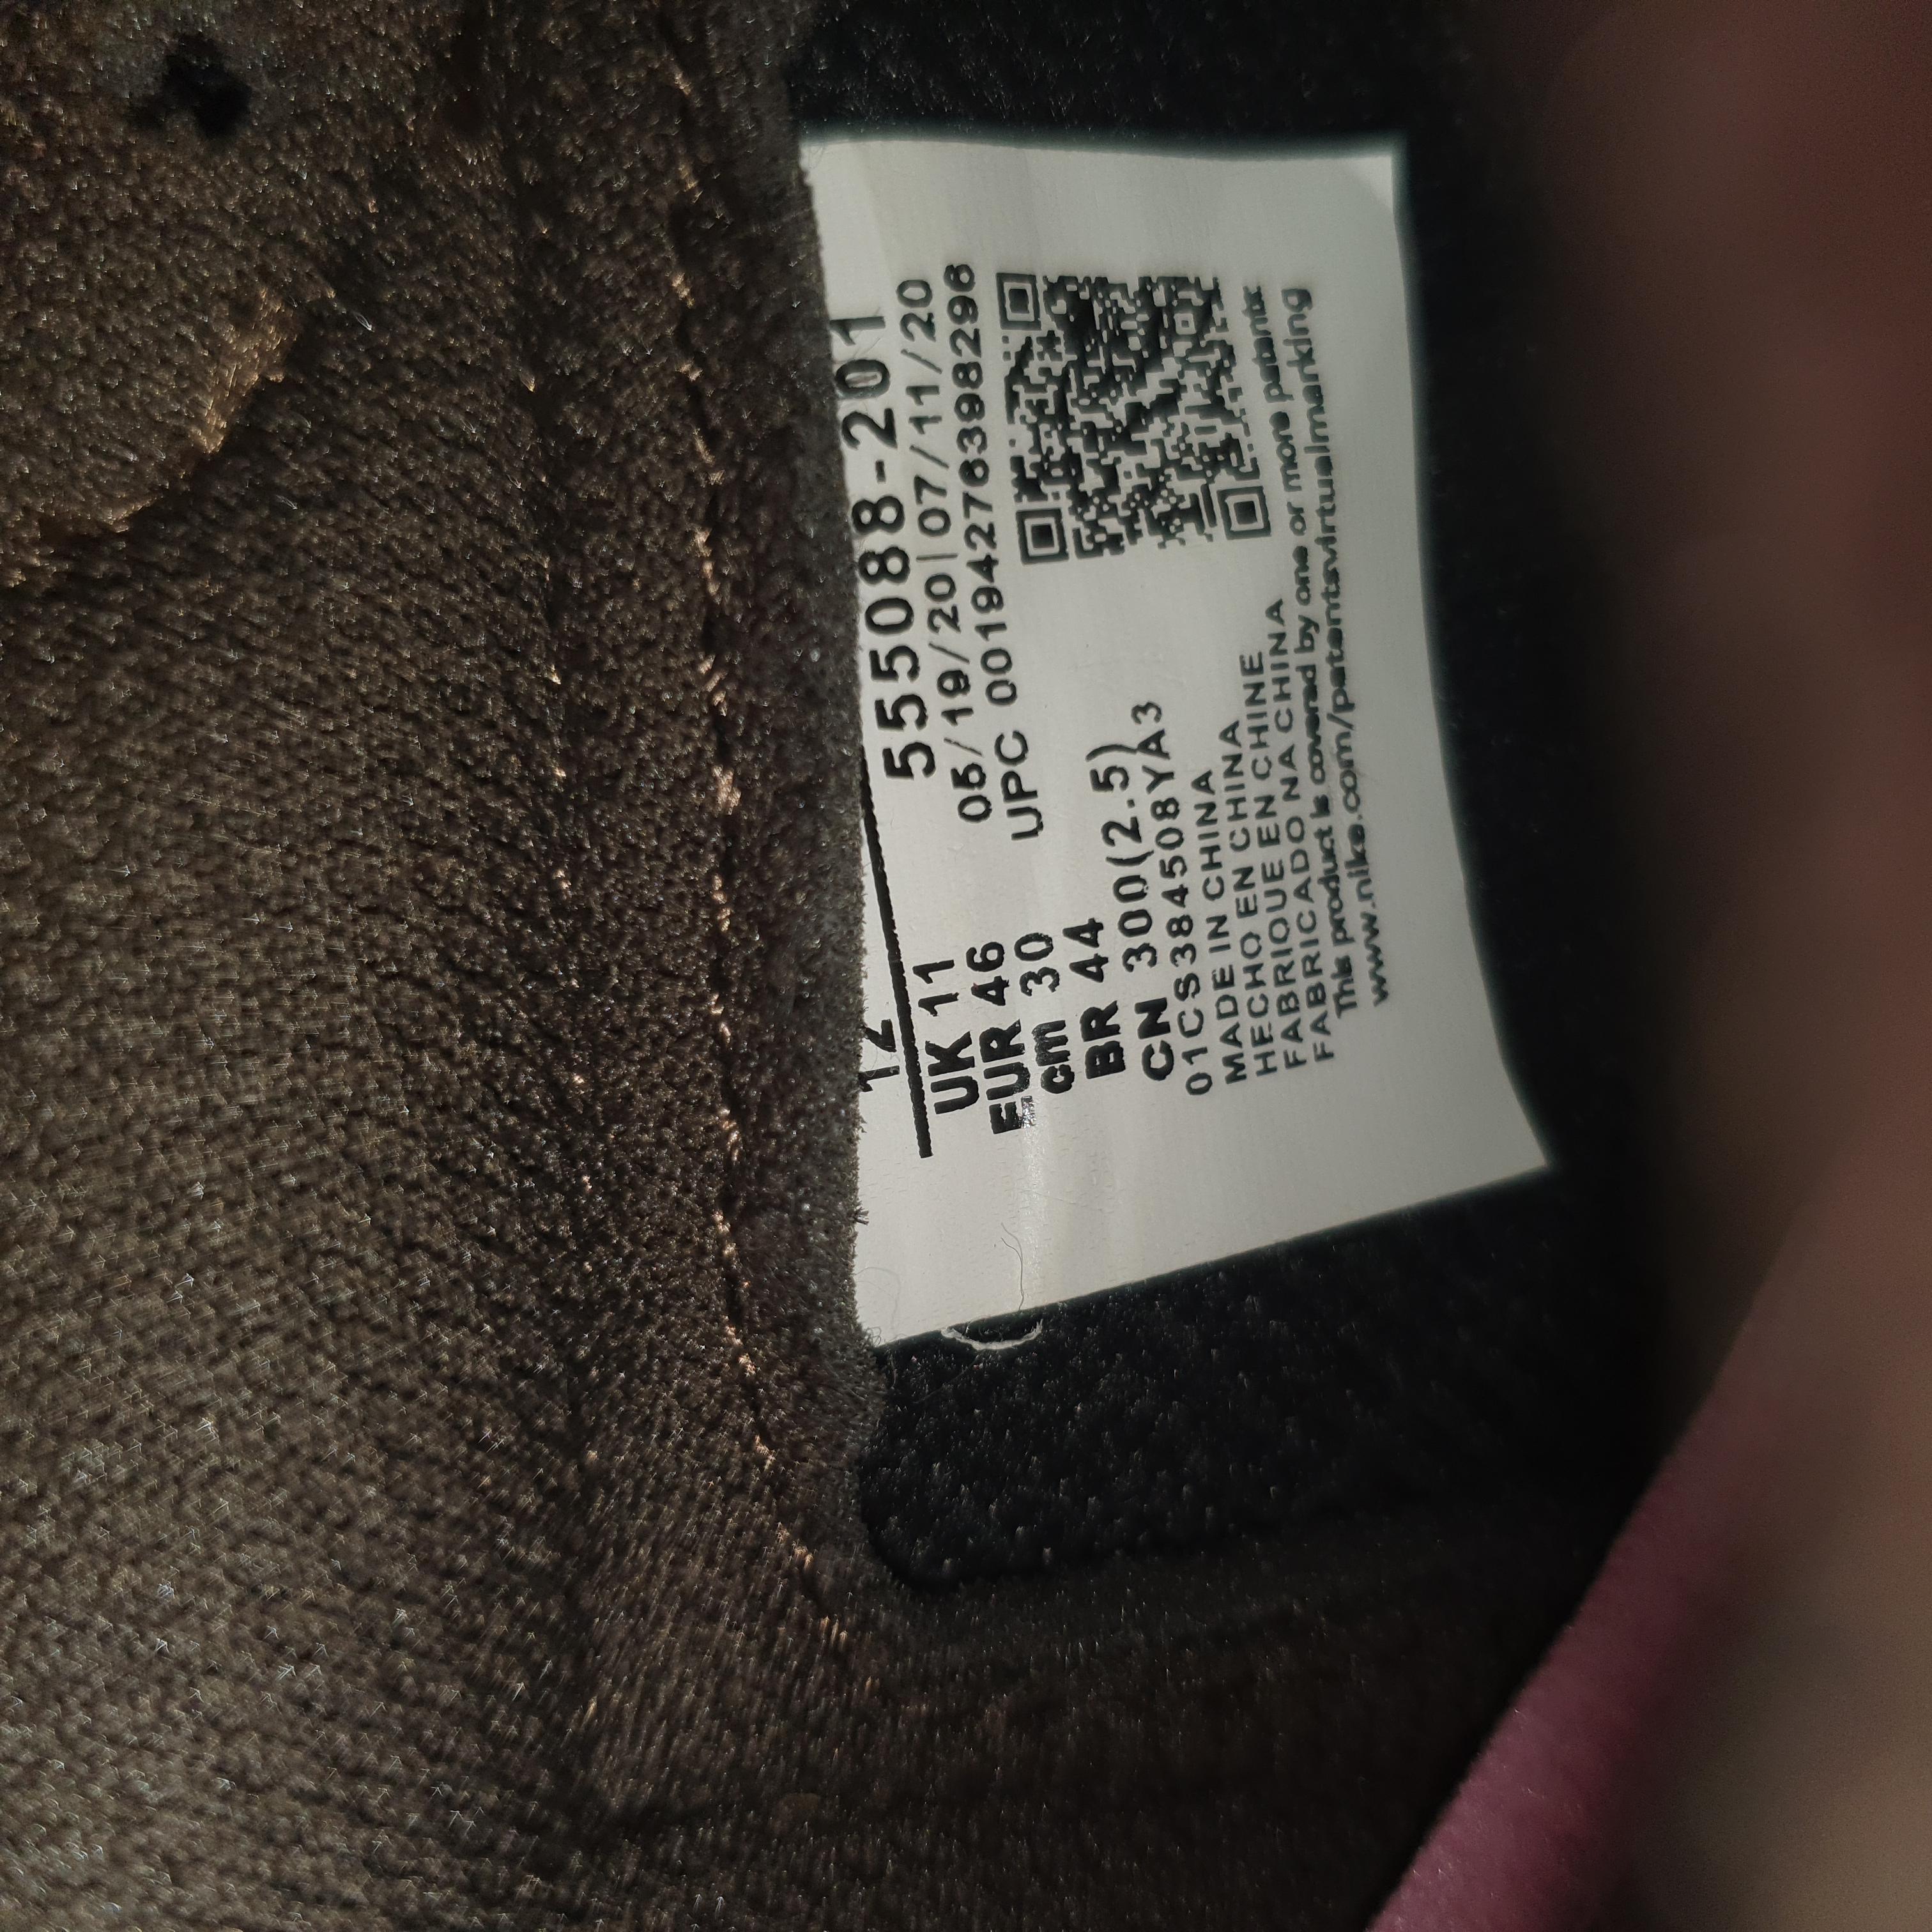 12
UK 11
EUR 46
cm 30
BR 44
CN 300(2.5)
555088-201
05/19/20|07/11/20
UPC 00194276398296
01CS384508YA3
MADE IN CHINA
HECHO EN CHINA
FABRIQUE EN CHINE
FABRICADO NA CHINA
This product is covered by one or more patents:
www.nike.com/patentsvirtualmarking